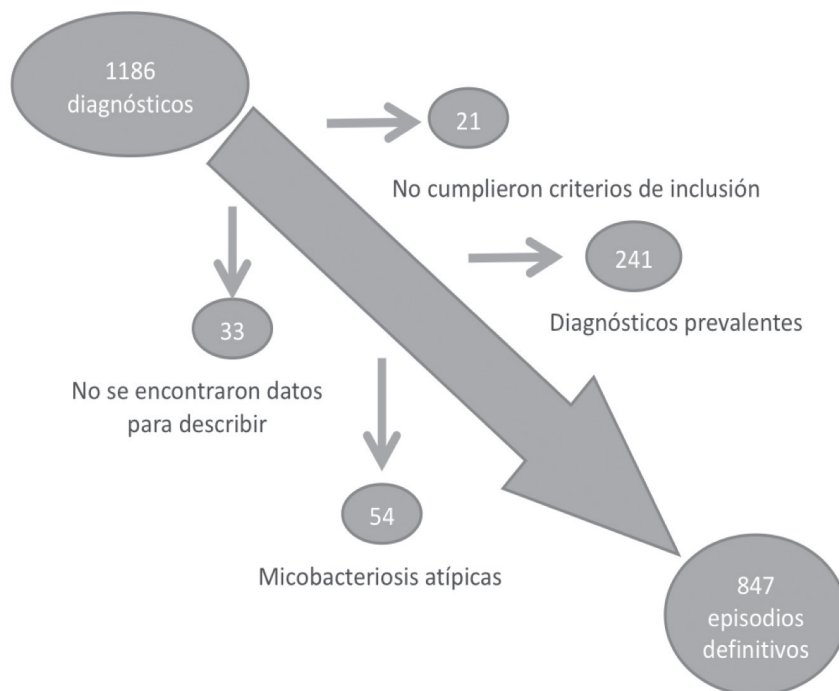 1186
diagnósticos
21
No cumplieron criterios de inclusión
241
Diagnósticos prevalentes
33
No se encontraron datos
para describir
54
Micobacteriosis atípicas
847
episodios
definitivos